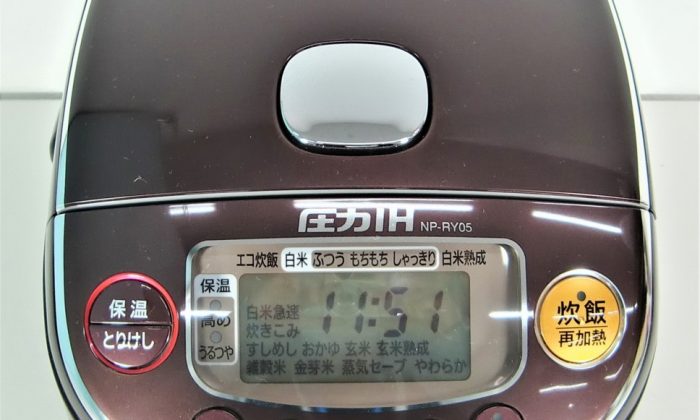 圧力IH NP-RY05
エコ炊飯 白米 ふつう もちもち しゃっきり 白米熟成
保温
高め
うるつや
11:51
白米急速
炊きこみ
すしめし おかゆ 玄米 玄米熟成
雑穀米 金芽米 蒸気セーブ やわらか
保温
とりけし
炊飯
再加熱